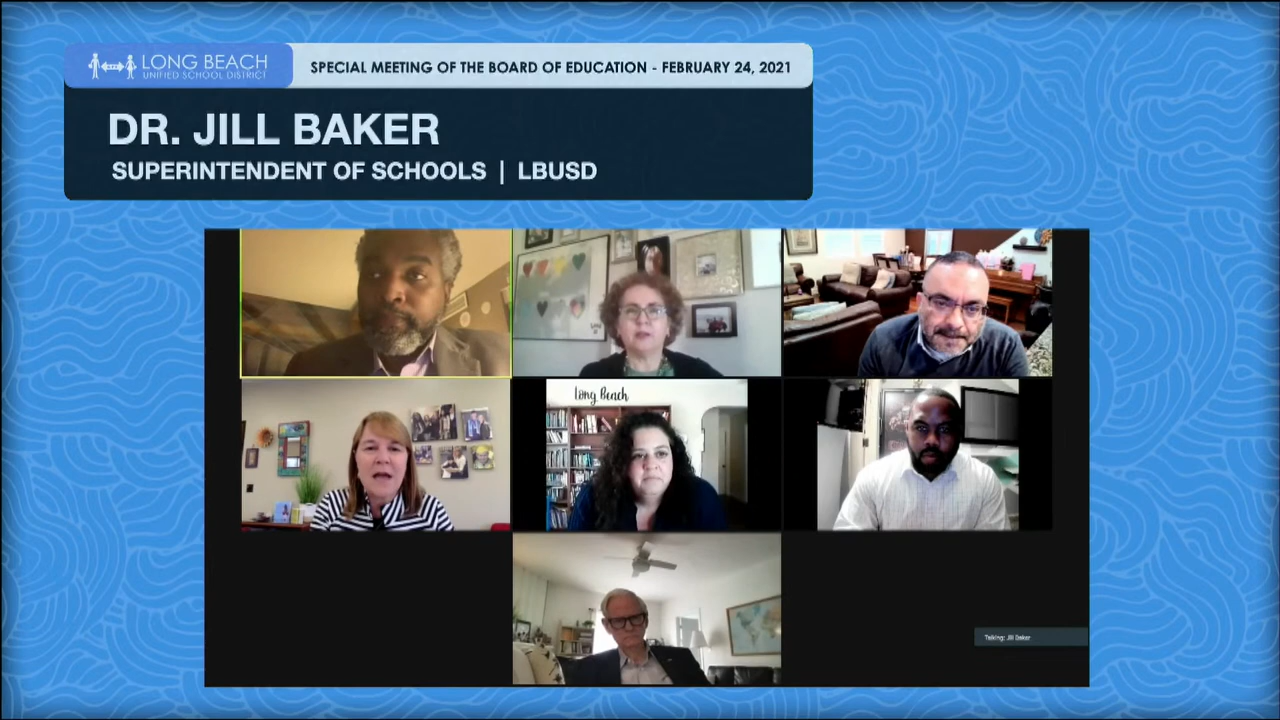 LONG BEACH
UNIFIED SCHOOL DISTRICT
SPECIAL MEETING OF THE BOARD OF EDUCATION - FEBRUARY 24, 2021
DR. JILL BAKER
SUPERINTENDENT OF SCHOOLS | LBUSD
Long Beach
Talking: Jill Baker